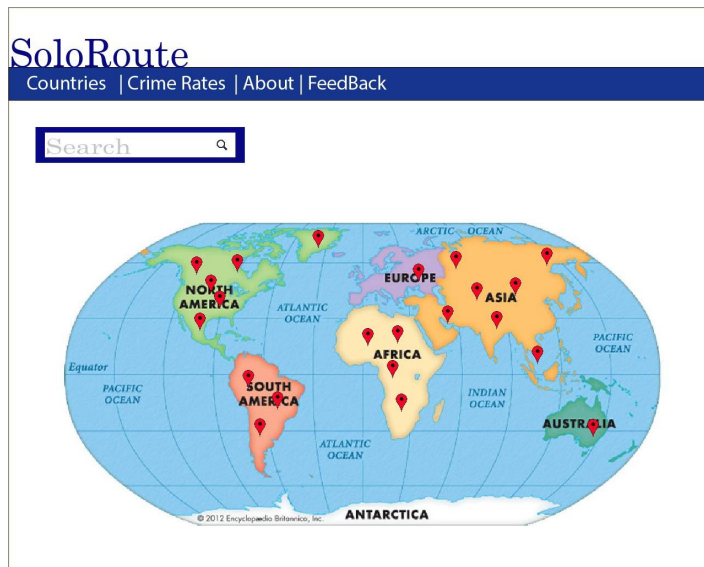 SoloRoute
Countries | Crime Rates | About | FeedBack
Search
ARCTIC OCEAN
EUROPE
NORTH
AMERICA
ASIA
ATLANTIC
OCEAN
PACIFIC
OCEAN
AFRICA
Equator
PACIFIC
OCEAN
SOUTH
AMERICA
INDIAN
OCEAN
AUSTRALIA
ATLANTIC
OCEAN
© 2012 Encyclopædia Britannica, Inc.
ANTARCTICA